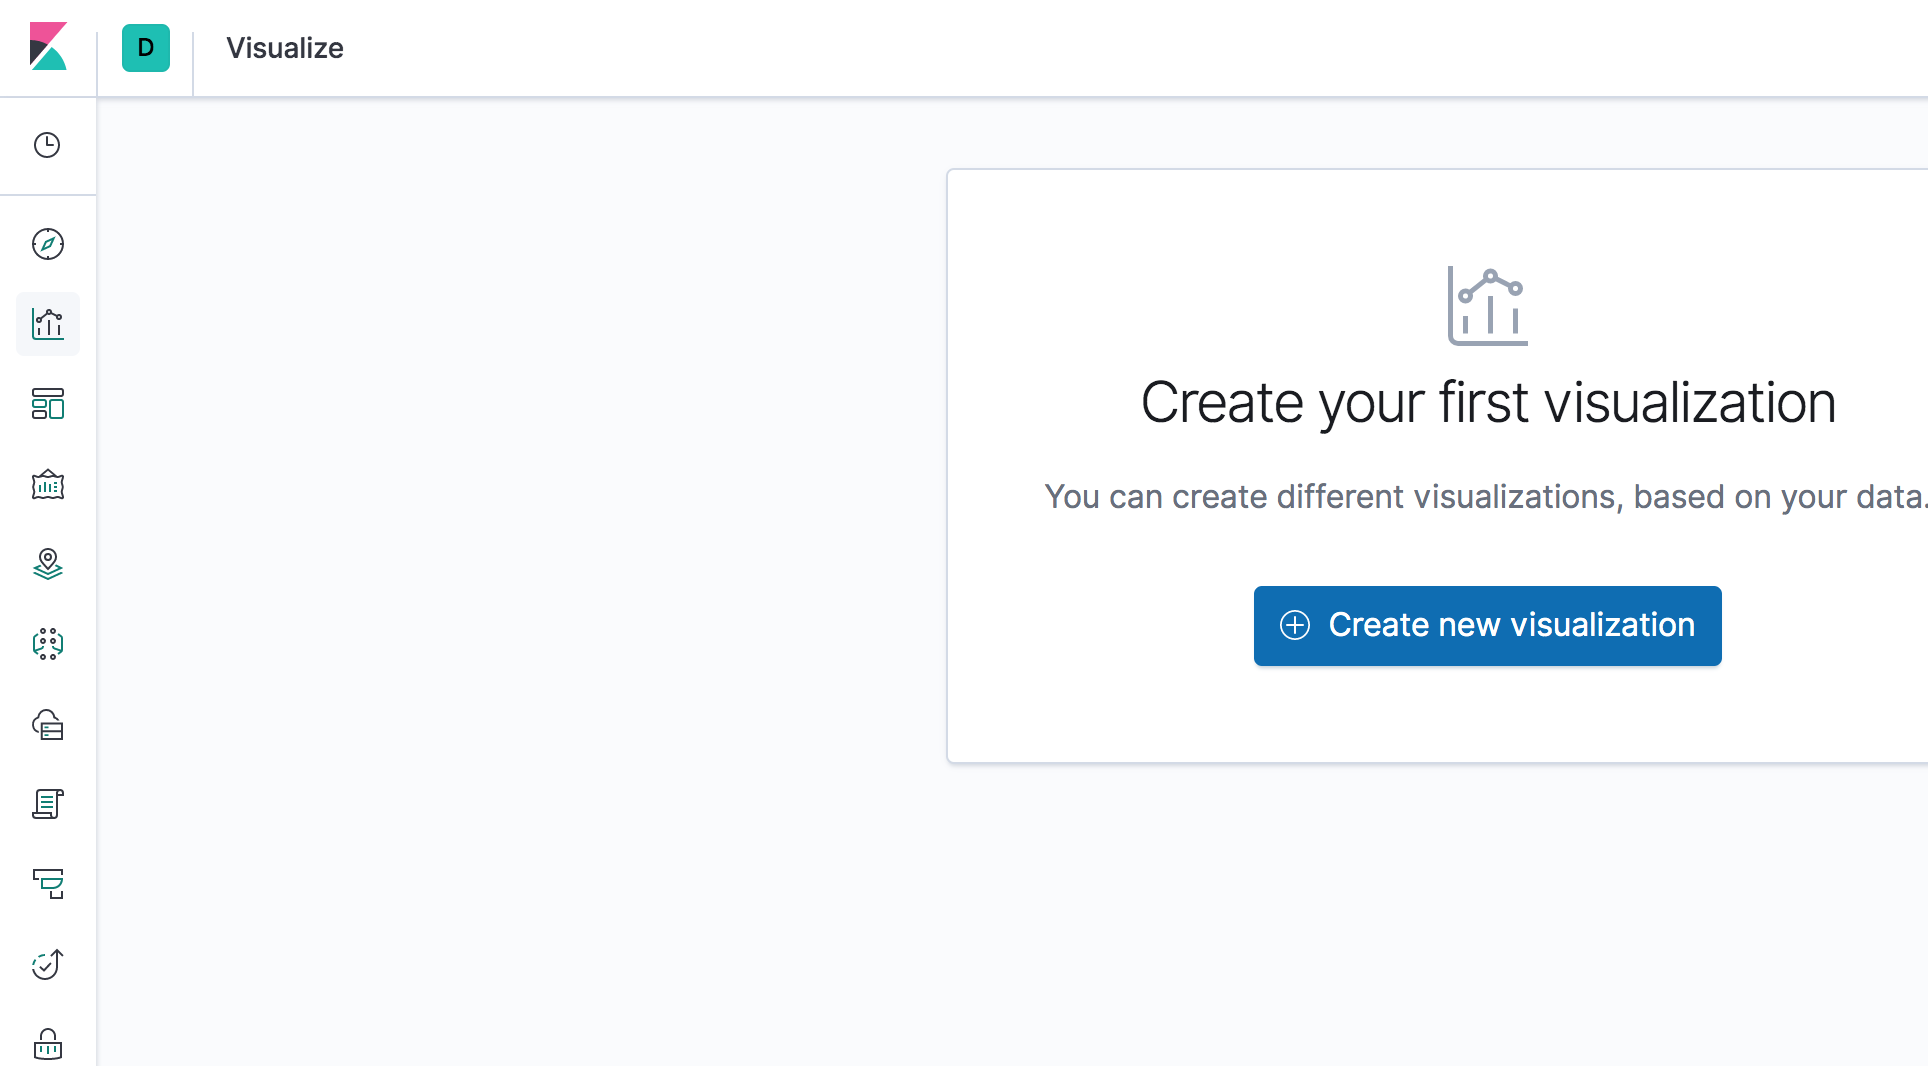 D
Visualize
Create your first visualization
You can create different visualizations, based on your data.
Create new visualization